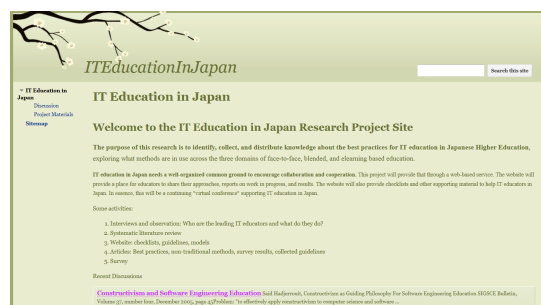 ITEducationInJapan
Search this site
IT Education in
Japan
Discussion
Project Materials
Sitemap
IT Education in Japan
Welcome to the IT Education in Japan Research Project Site
The purpose of this research is to identify, collect, and distribute knowledge about the best practices for IT education in Japanese Higher Education,
exploring what methods are in use across the three domains of face-to-face, blended, and elearning based education.
IT education in Japan needs a well-organized common ground to encourage collaboration and cooperation. This project will provide that through a web-based service. The website will
provide a place for educators to share their approaches, reports on work in progress, and results. The website will also provide checklists and other supporting material to help IT educators in
Japan. In essence, this will be a continuing "virtual conference" supporting IT education in Japan.
Some activities:
1. Interviews and observation: Who are the leading IT educators and what do they do?
2. Systematic literature review
3. Website: checklists, guidelines, models
4. Articles: Best practices, non-traditional methods, survey results, collected guidelines
5. Survey
Recent Discussions
Constructivism and Software Engineering Education Said Hadjerrouit, Constructivism as Guiding Philosophy For Software Engineering Education SIGSCE Bulletin,
Volume 37, number four, December 2005, page 45Problem: "to effectively apply constructivism to computer science and software ...